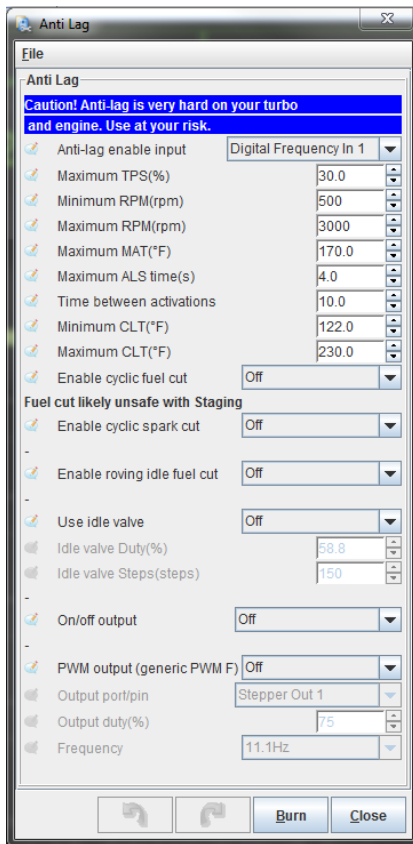 Anti Lag
File
Anti Lag
Caution! Anti-lag is very hard on your turbo
and engine. Use at your risk.
Anti-lag enable input Digital Frequency In 1
Maximum TPS(%) 30.0
Minimum RPM(rpm) 500
Maximum RPM(rpm) 3000
Maximum MAT(°F) 170.0
Maximum ALS time(s) 4.0
Time between activations 10.0
Minimum CLT(°F) 122.0
Maximum CLT(°F) 230.0
Enable cyclic fuel cut Off
Fuel cut likely unsafe with Staging
Enable cyclic spark cut Off
-
Enable roving idle fuel cut Off
-
Use idle valve Off
Idle valve Duty(%) 58.8
Idle valve Steps(steps) 150
-
On/off output Off
-
PWM output (generic PWM F) Off
Output port/pin Stepper Out 1
Output duty(%) 75
Frequency 11.1Hz
Burn Close